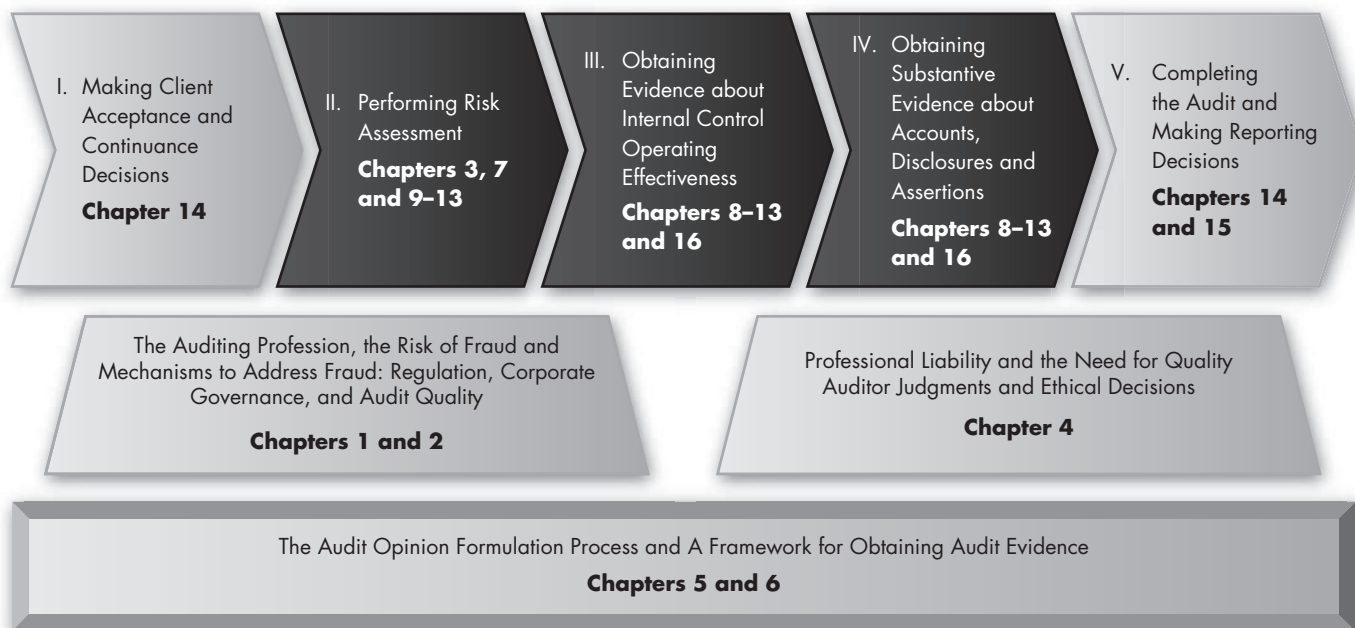 I. Making Client
Acceptance and
Continuance
Decisions
Chapter 14
II. Performing Risk
Assessment
Chapters 3, 7
and 9–13
III. Obtaining
Evidence about
Internal Control
Operating
Effectiveness
Chapters 8–13
and 16
IV. Obtaining
Substantive
Evidence about
Accounts,
Disclosures and
Assertions
Chapters 8–13
and 16
V. Completing
the Audit and
Making Reporting
Decisions
Chapters 14
and 15
The Auditing Profession, the Risk of Fraud and
Mechanisms to Address Fraud: Regulation, Corporate
Governance, and Audit Quality
Chapters 1 and 2
Professional Liability and the Need for Quality
Auditor Judgments and Ethical Decisions
Chapter 4
The Audit Opinion Formulation Process and A Framework for Obtaining Audit Evidence
Chapters 5 and 6